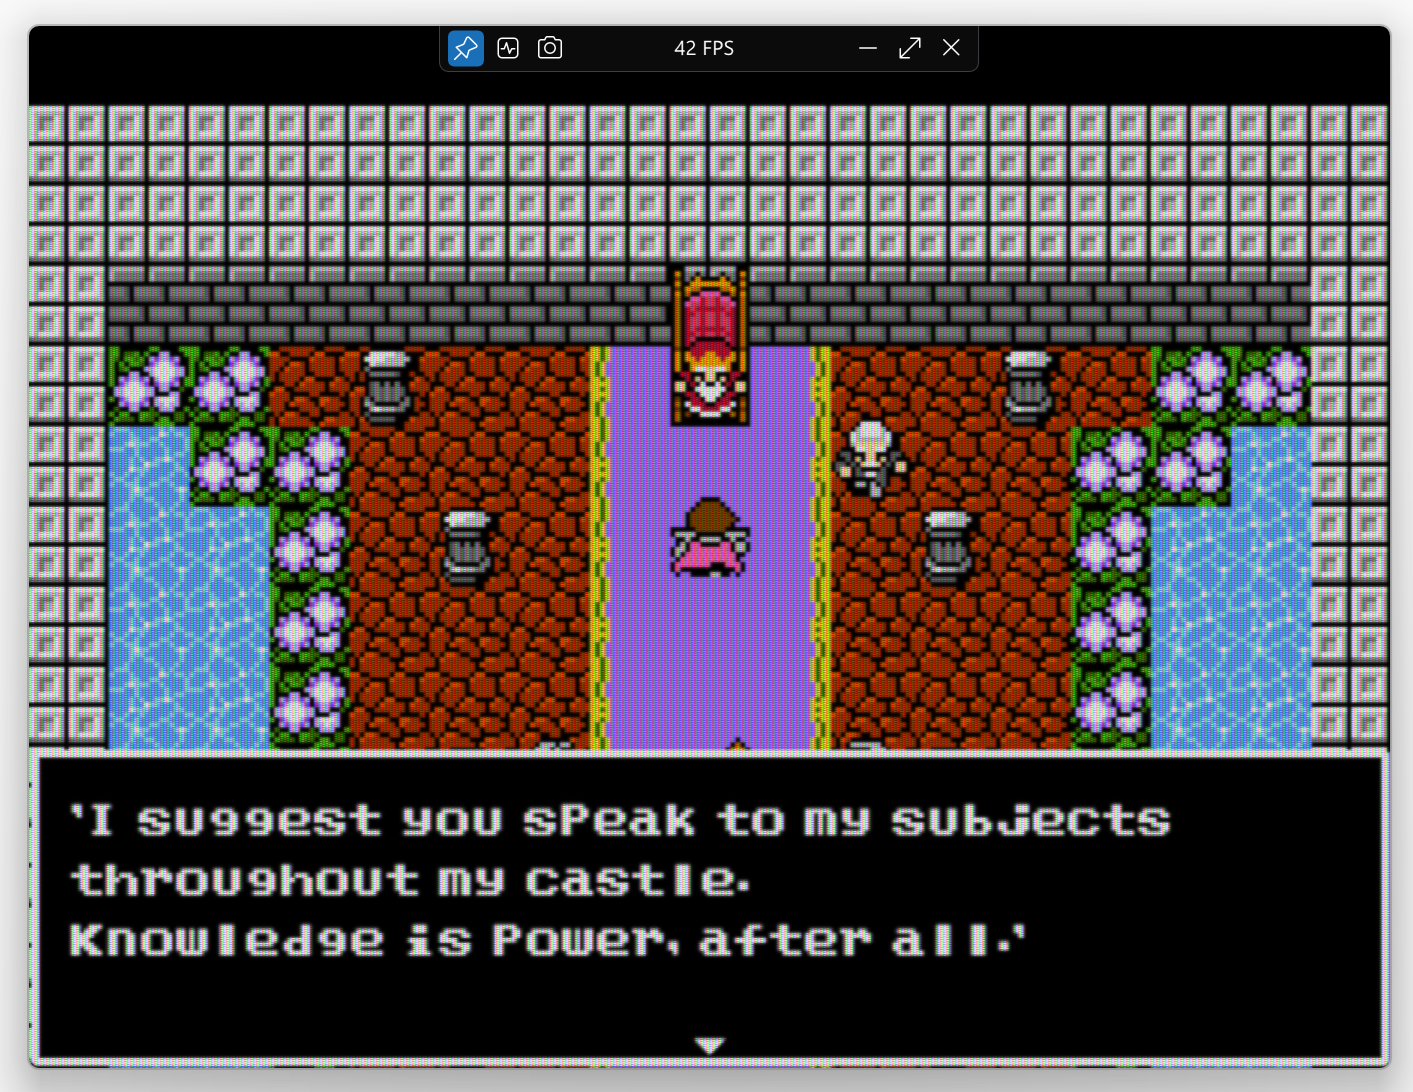 42 FPS
'I suggest you speak to my subjects
throughout my castle.
Knowledge is Power, after all.'